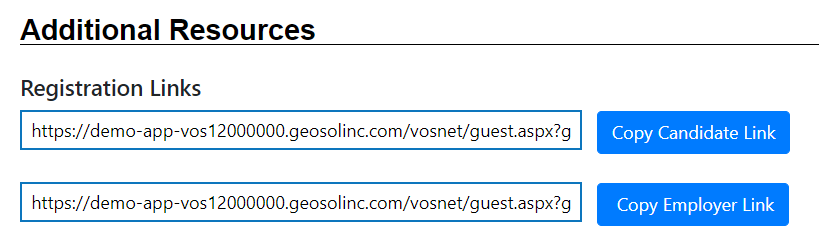 Additional Resources
Registration Links
https://demo-app-vos12000000.geosolinc.com/vosnet/guest.aspx?g
Copy Candidate Link
https://demo-app-vos12000000.geosolinc.com/vosnet/guest.aspx?g
Copy Employer Link